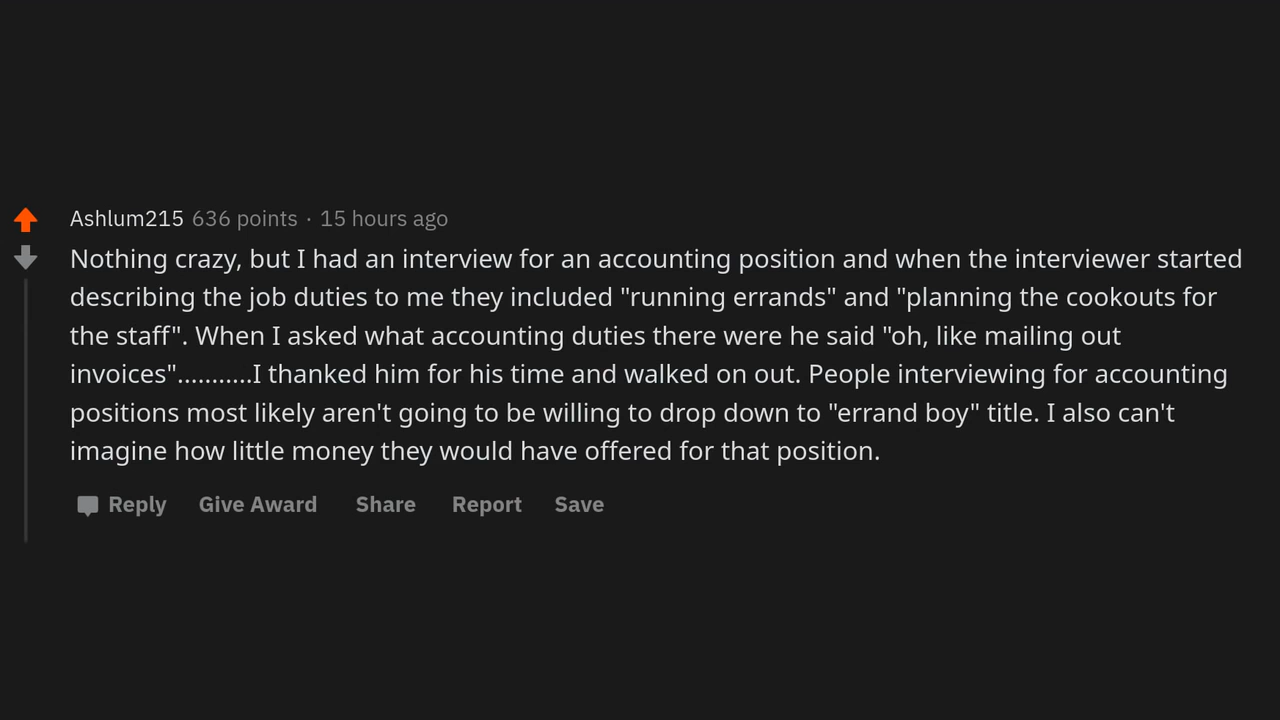 Ashlum215 636 points · 15 hours ago
Nothing crazy, but I had an interview for an accounting position and when the interviewer started
describing the job duties to me they included "running errands" and "planning the cookouts for
the staff". When I asked what accounting duties there were he said "oh, like mailing out
invoices"...........I thanked him for his time and walked on out. People interviewing for accounting
positions most likely aren't going to be willing to drop down to "errand boy" title. I also can't
imagine how little money they would have offered for that position.
Reply Give Award Share Report Save